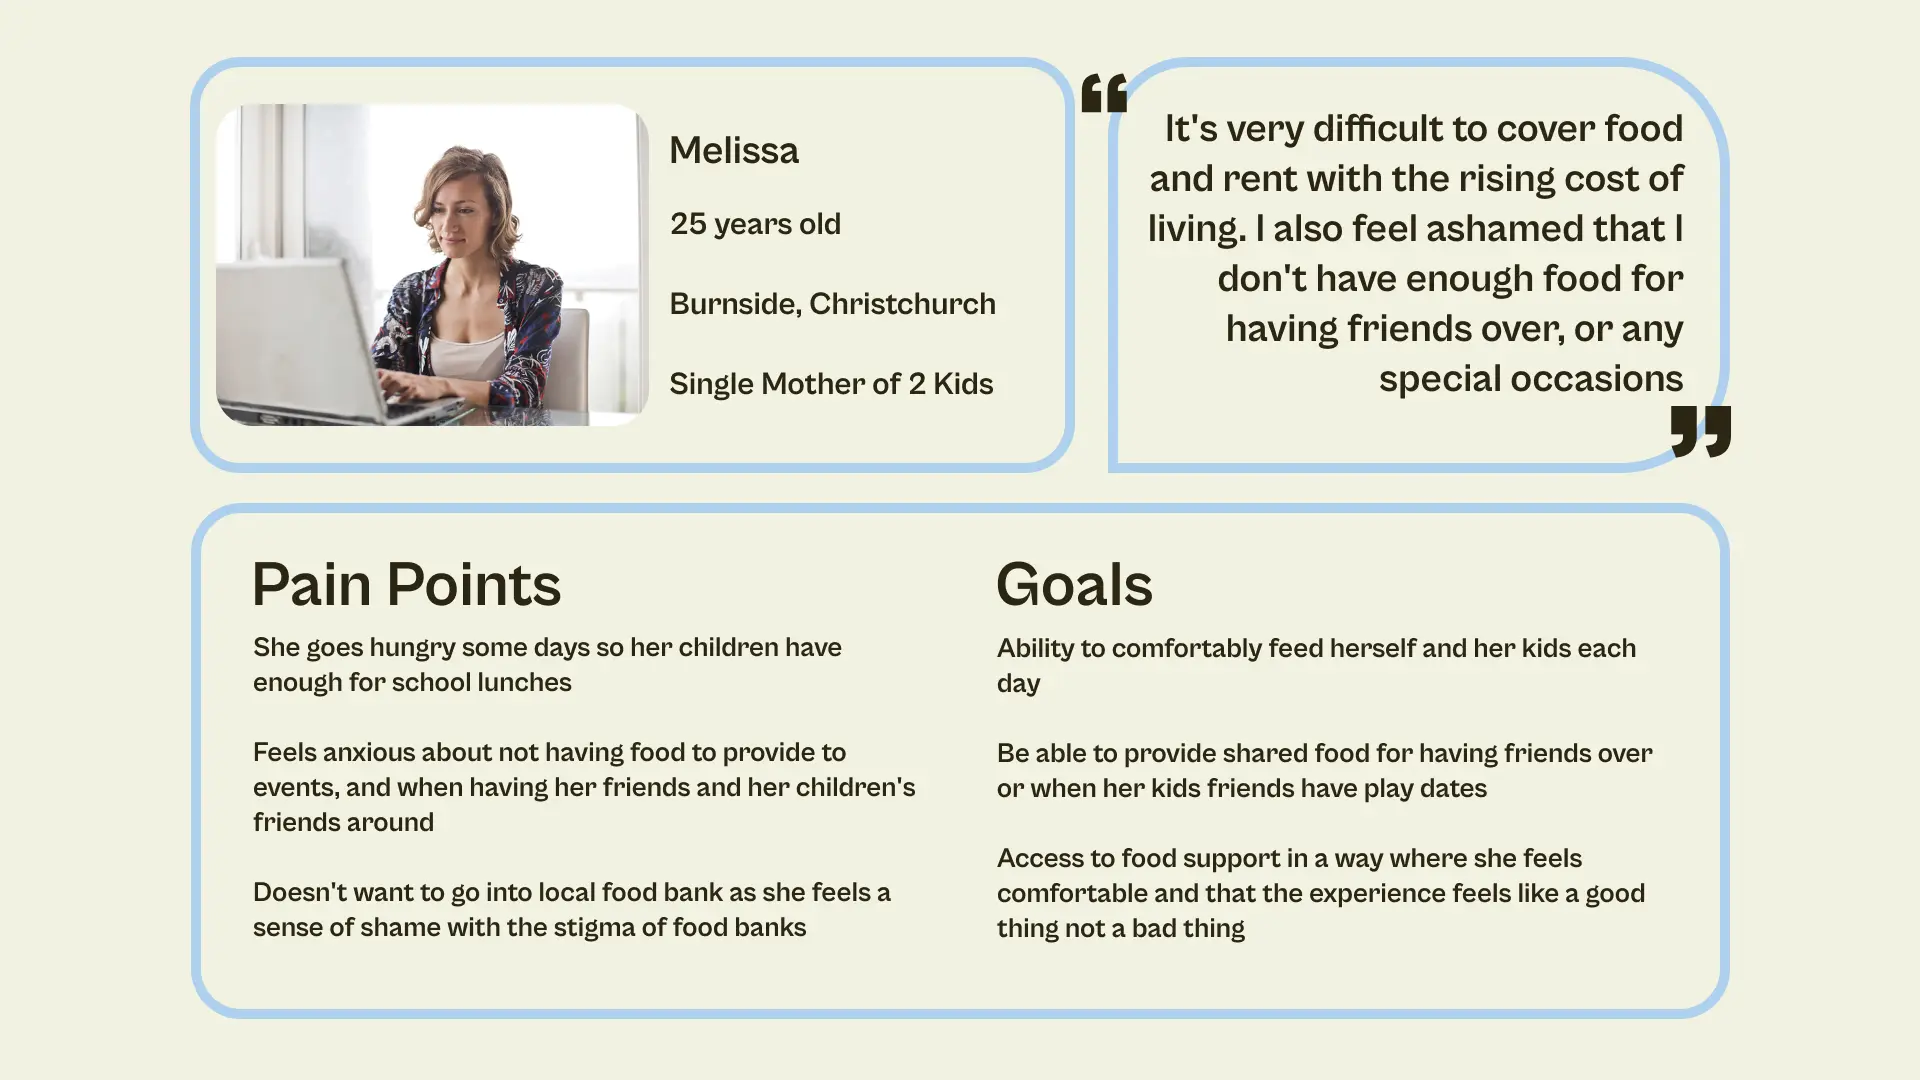 Melissa
25 years old
Burnside, Christchurch
Single Mother of 2 Kids
“
It's very difficult to cover food
and rent with the rising cost of
living. I also feel ashamed that I
don't have enough food for
having friends over, or any
special occasions
”
Pain Points
She goes hungry some days so her children have
enough for school lunches
Feels anxious about not having food to provide to
events, and when having her friends and her children's
friends around
Doesn't want to go into local food bank as she feels a
sense of shame with the stigma of food banks
Goals
Ability to comfortably feed herself and her kids each
day
Be able to provide shared food for having friends over
or when her kids friends have play dates
Access to food support in a way where she feels
comfortable and that the experience feels like a good
thing not a bad thing